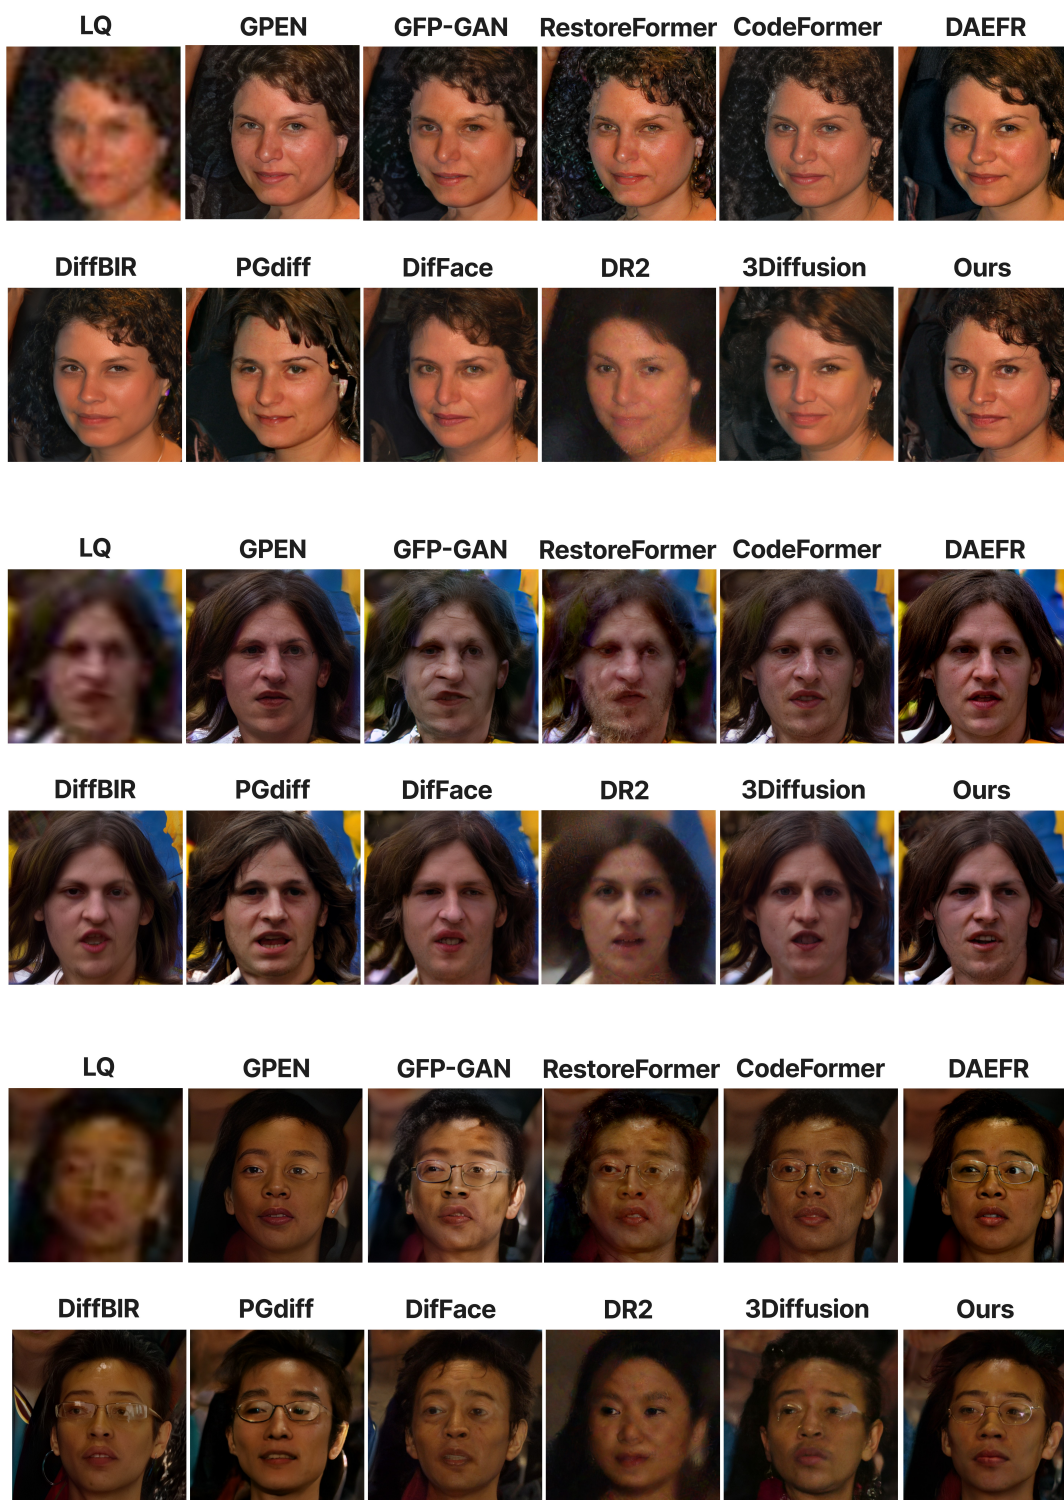 LQ GPEN GFP-GAN RestoreFormer CodeFormer DAEFR
DiffBIR PGdiff DifFace DR2 3Diffusion Ours
LQ GPEN GFP-GAN RestoreFormer CodeFormer DAEFR
DiffBIR PGdiff DifFace DR2 3Diffusion Ours
LQ GPEN GFP-GAN RestoreFormer CodeFormer DAEFR
DiffBIR PGdiff DifFace DR2 3Diffusion Ours